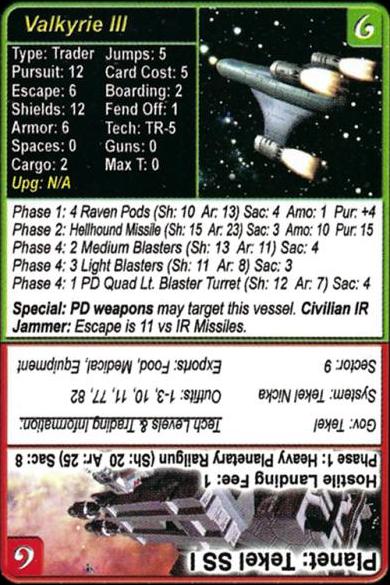 Valkyrie III
6
Type: Trader Jumps: 5
Pursuit: 12 Card Cost: 5
Escape: 6 Boarding: 2
Shields: 12 Fend Off: 1
Armor: 6 Tech: TR-5
Spaces: 0 Guns: 0
Cargo: 2 Max T: 0
Upg: N/A
Phase 1: 4 Raven Pods (Sh: 10 Ar: 13) Sac: 4 Amo: 1 Pur: +4
Phase 2: Hellhound Missile (Sh: 15 Ar: 23) Sac: 3 Amo: 10 Pur: 15
Phase 4: 2 Medium Blasters (Sh: 13 Ar: 11) Sac: 4
Phase 4: 3 Light Blasters (Sh: 11 Ar: 8) Sac: 3
Phase 4: 1 PD Quad Lt. Blaster Turret (Sh: 12 Ar: 7) Sac: 4
Special: PD weapons may target this vessel. Civilian IR
Jammer: Escape is 11 vs IR Missiles.
Planet: Tekel SS I
6
Hostile Landing Fee: 1
Phase 1: Heavy Planetary Railgun (Sh: 20 Ar: 25) Sac: 8
Gov: Tekel Tech Levels & Trading Information:
System: Tekel Nicka Outfits: 1-3, 10, 11, 77, 82
Sector: 9 Exports: Food, Medical, Equipment